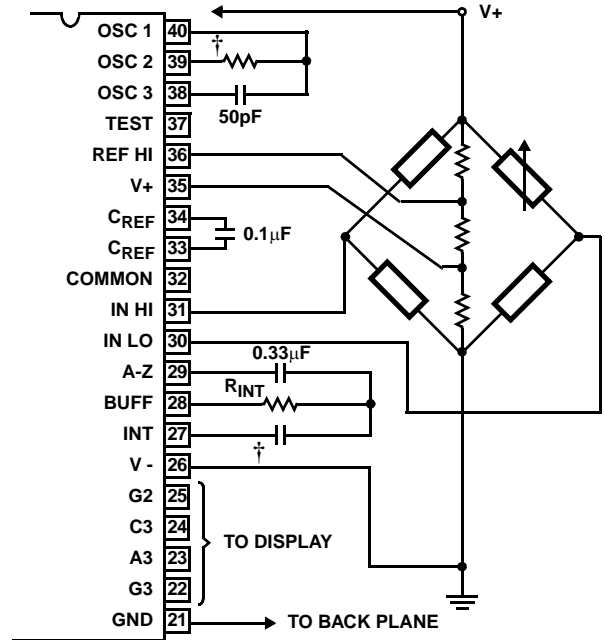 V+
OSC 1 40
OSC 2 39 †
OSC 3 38
50pF
TEST 37
REF HI 36
V+ 35
CREF 34
0.1µF
CREF 33
COMMON 32
IN HI 31
IN LO 30
0.33µF
A-Z 29
RINT
BUFF 28
INT 27
†
V - 26
G2 25
C3 24
TO DISPLAY
A3 23
G3 22
GND 21 TO BACK PLANE